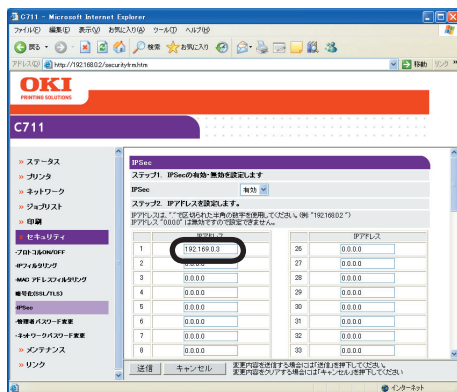 C711 - Microsoft Internet Explorer
ファイル(F) 編集(E) 表示(V) お気に入り(A) ツール(T) ヘルプ(H)
戻る 検索 お気に入り
アドレス(D) http://192.168.0.2/securityfrm.htm 移動 リンク »
OKI
PRINTING SOLUTIONS
C711
» ステータス
» プリンタ
» ネットワーク
» ジョブリスト
» 印刷
» セキュリティ
-プロトコルON/OFF
-IPフィルタリング
-MAC アドレスフィルタリング
-暗号化(SSL/TLS)
-IPSec
-管理者パスワード変更
-ネットワークパスワード変更
» メンテナンス
» リンク
IPSec
ステップ1. IPSecの有効・無効を設定します
IPSec 有効
ステップ2. IPアドレスを設定します。
IPアドレスは、"."で区切られた半角の数字を使用してください。(例 "192.168.0.2")
IPアドレス "0.0.0.0" は無効ですので設定できません。
IPアドレス IPアドレス
1 192.169.0.3 26 0.0.0.0
2 0.0.0.0 27 0.0.0.0
3 0.0.0.0 28 0.0.0.0
4 0.0.0.0 29 0.0.0.0
5 0.0.0.0 30 0.0.0.0
6 0.0.0.0 31 0.0.0.0
7 0.0.0.0 32 0.0.0.0
8 0.0.0.0 33 0.0.0.0
送信 キャンセル 変更内容を送信する場合には「送信」を押下してください。
変更内容をクリアする場合には「キャンセル」を押下してください
インターネット